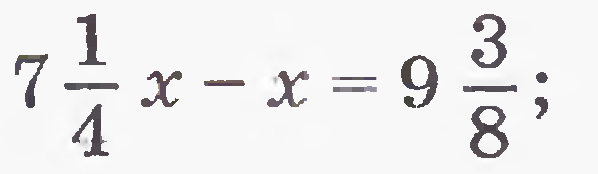 7 1/4 x − x = 9 3/8;